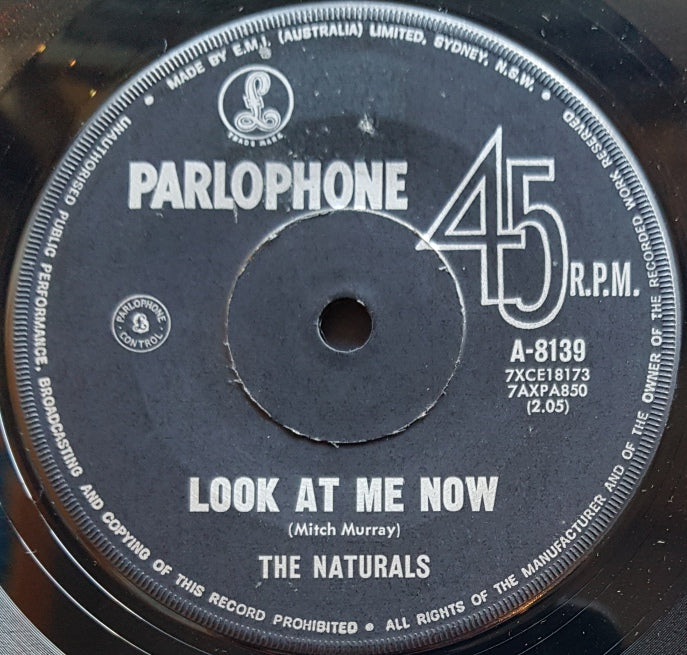 MADE BY E.M.I. (AUSTRALIA) LIMITED, SYDNEY, N.S.W. •
UNAUTHORISED PUBLIC PERFORMANCE, BROADCASTING AND COPYING OF THIS RECORD PROHIBITED • ALL RIGHTS OF THE MANUFACTURER AND OF THE OWNER OF THE RECORDED WORK RESERVED •
£
TRADE MARK
PARLOPHONE
45
R.P.M.
PARLOPHONE
£
• CONTROL •
A-8139
7XCE18173
7AXPA850
(2.05)
LOOK AT ME NOW
(Mitch Murray)
THE NATURALS